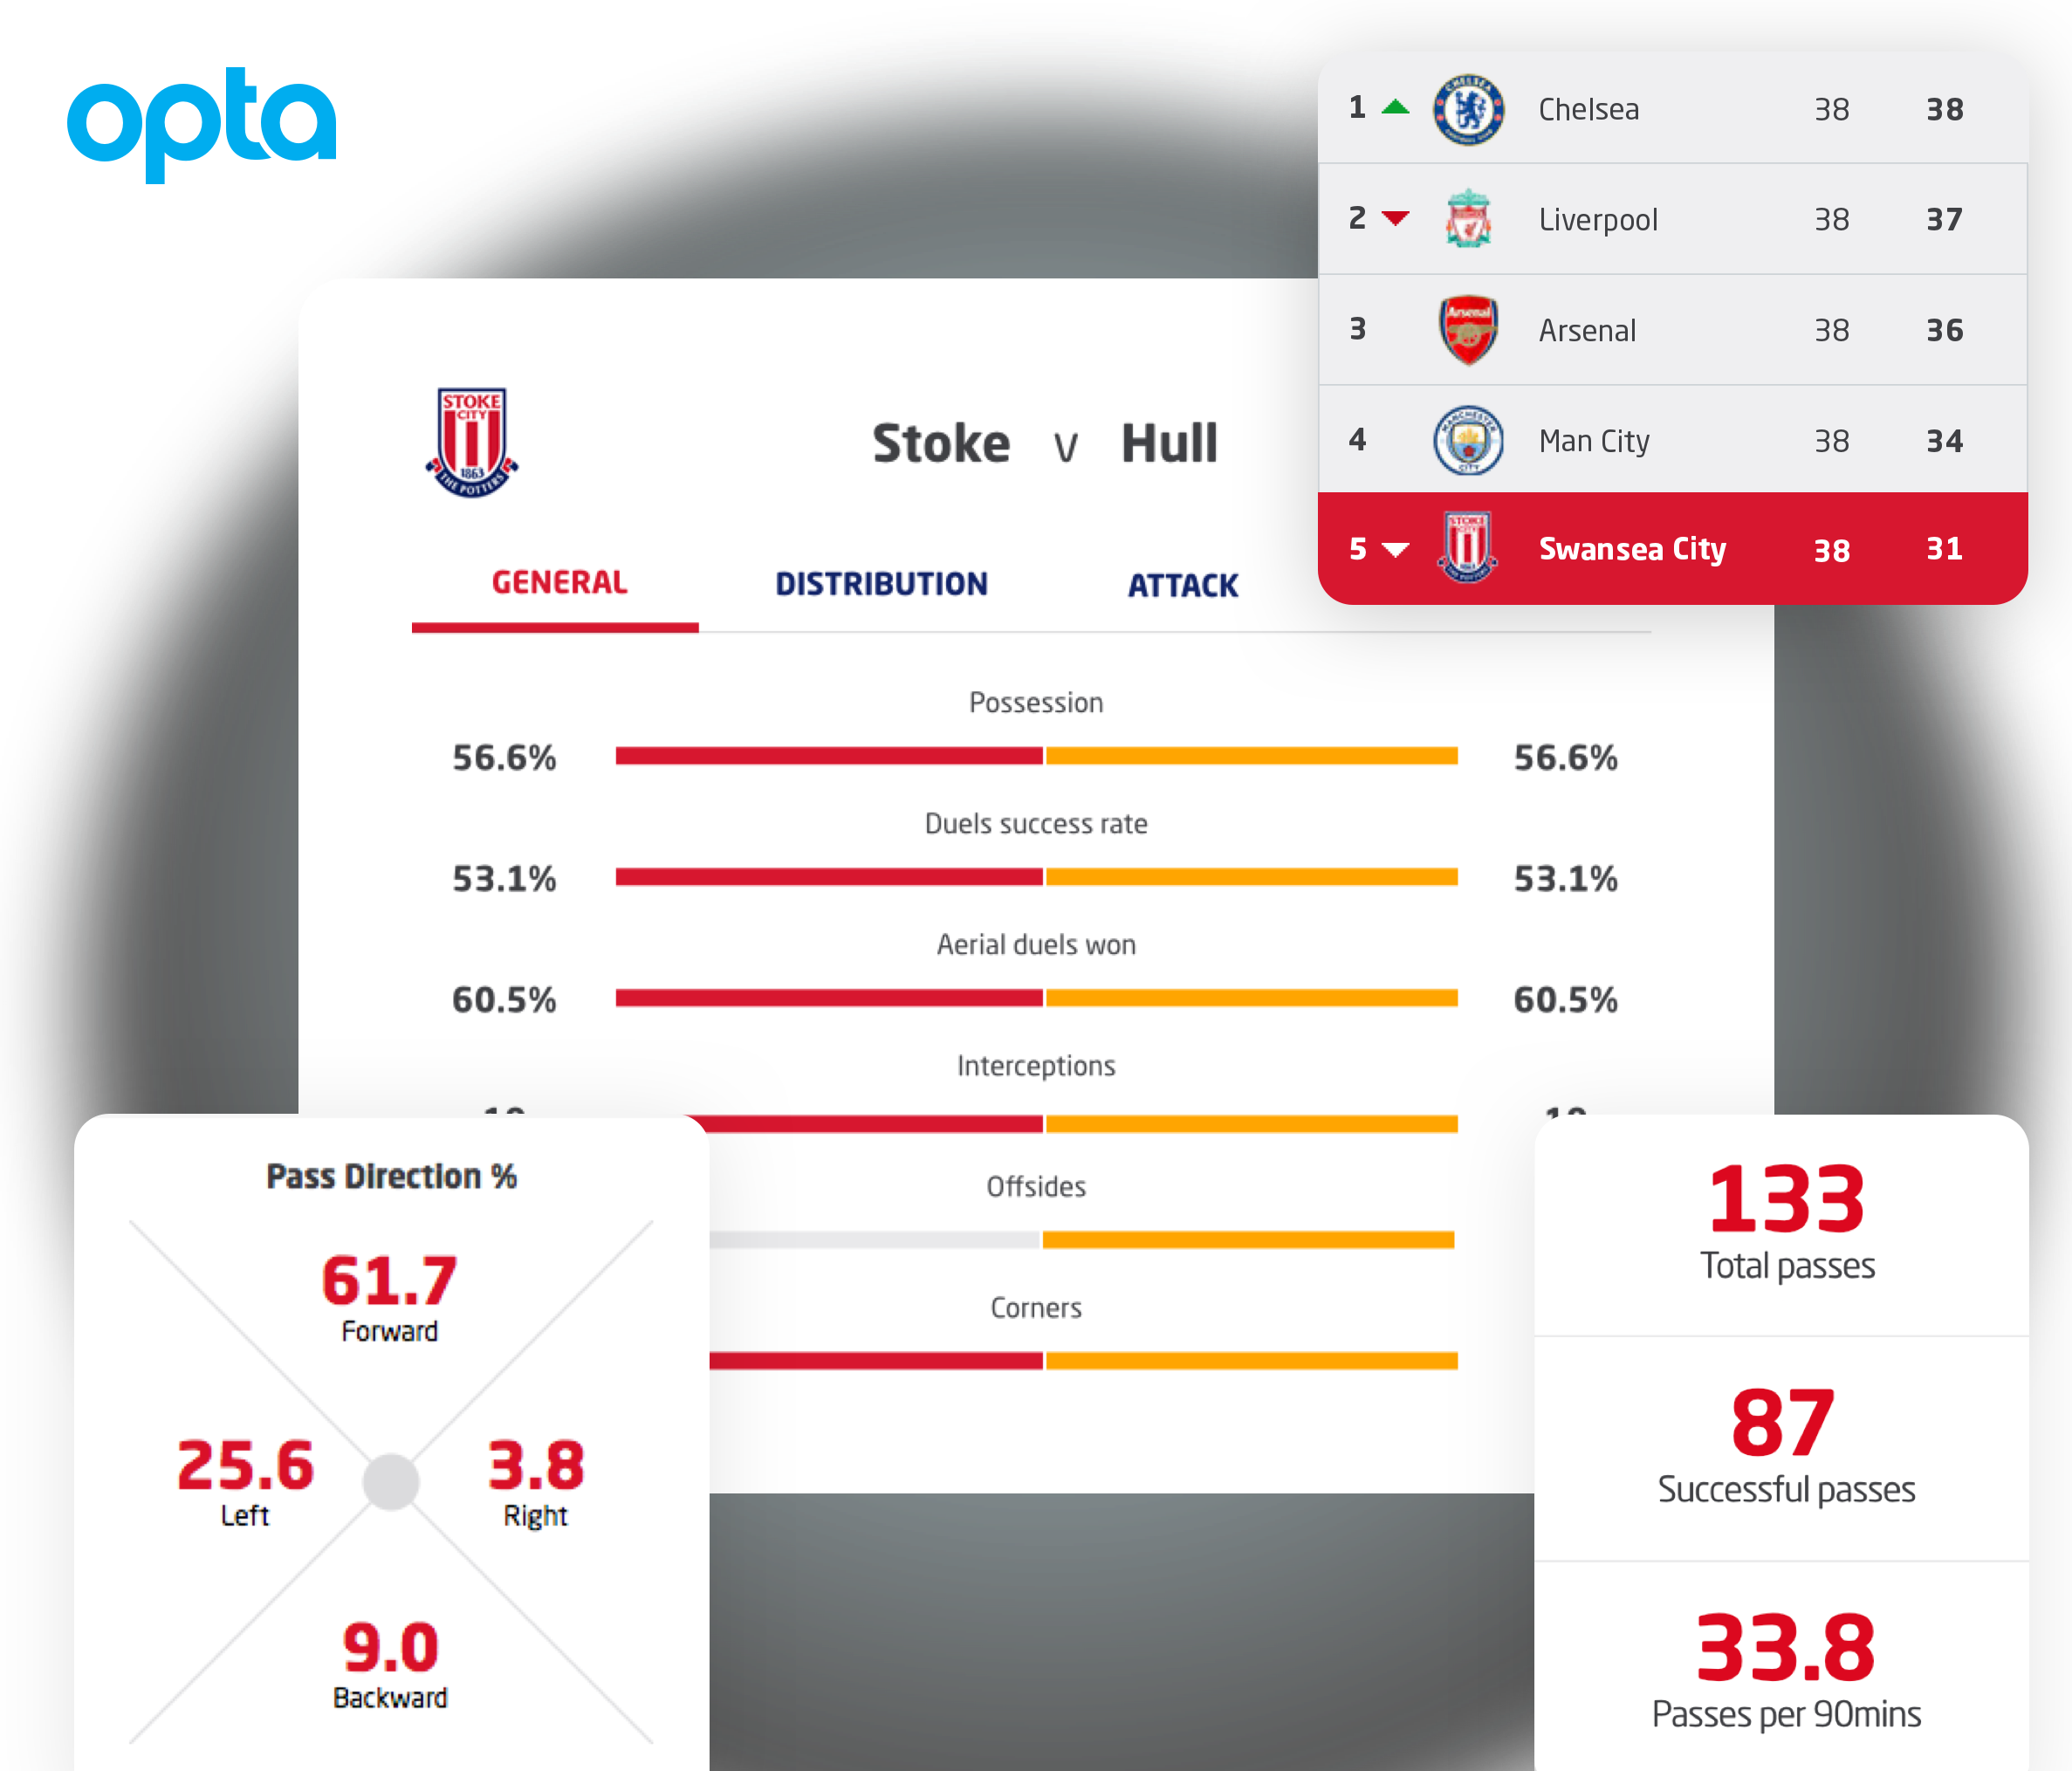 opta
1 Chelsea 38 38
2 Liverpool 38 37
3 Arsenal 38 36
4 Man City 38 34
5 Swansea City 38 31
STOKE
CITY
1863
THE POTTERS
Stoke v Hull
GENERAL DISTRIBUTION ATTACK
Possession
56.6% 56.6%
Duels success rate
53.1% 53.1%
Aerial duels won
60.5% 60.5%
Interceptions
Offsides
Corners
Pass Direction %
61.7
Forward
25.6 3.8
Left Right
9.0
Backward
133
Total passes
87
Successful passes
33.8
Passes per 90mins